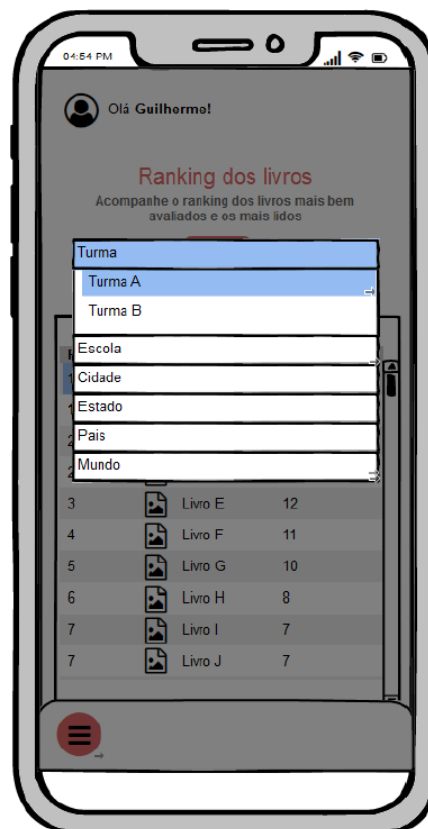 04:54 PM
Olá Guilherme!
Ranking dos livros
Acompanhe o ranking dos livros mais bem
avaliados e os mais lidos
Turma
Turma A
Turma B
Escola
Cidade
Estado
Pais
Mundo
3 Livro E 12
4 Livro F 11
5 Livro G 10
6 Livro H 8
7 Livro I 7
7 Livro J 7